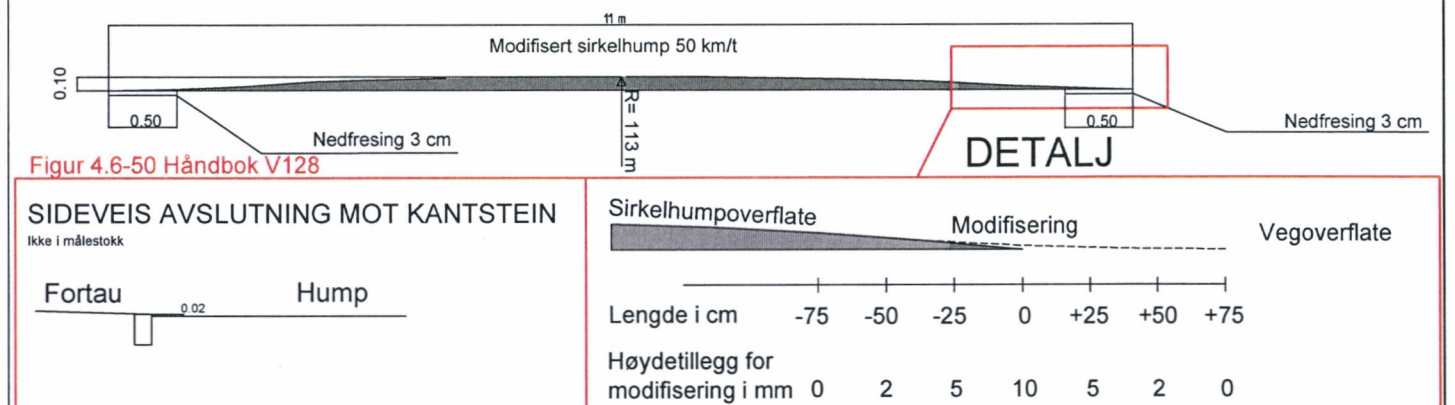 11 m
Modifisert sirkelhump 50 km/t
0.10
0.50
Nedfresing 3 cm
R= 113 m
0.50
Nedfresing 3 cm
DETALJ
Figur 4.6-50 Håndbok V128
SIDEVEIS AVSLUTNING MOT KANTSTEIN
Ikke i målestokk
Fortau
0.02
Hump
Sirkelhumpoverflate
Modifisering
Vegoverflate
Lengde i cm -75 -50 -25 0 +25 +50 +75
Høydetillegg for
modifisering i mm 0 2 5 10 5 2 0